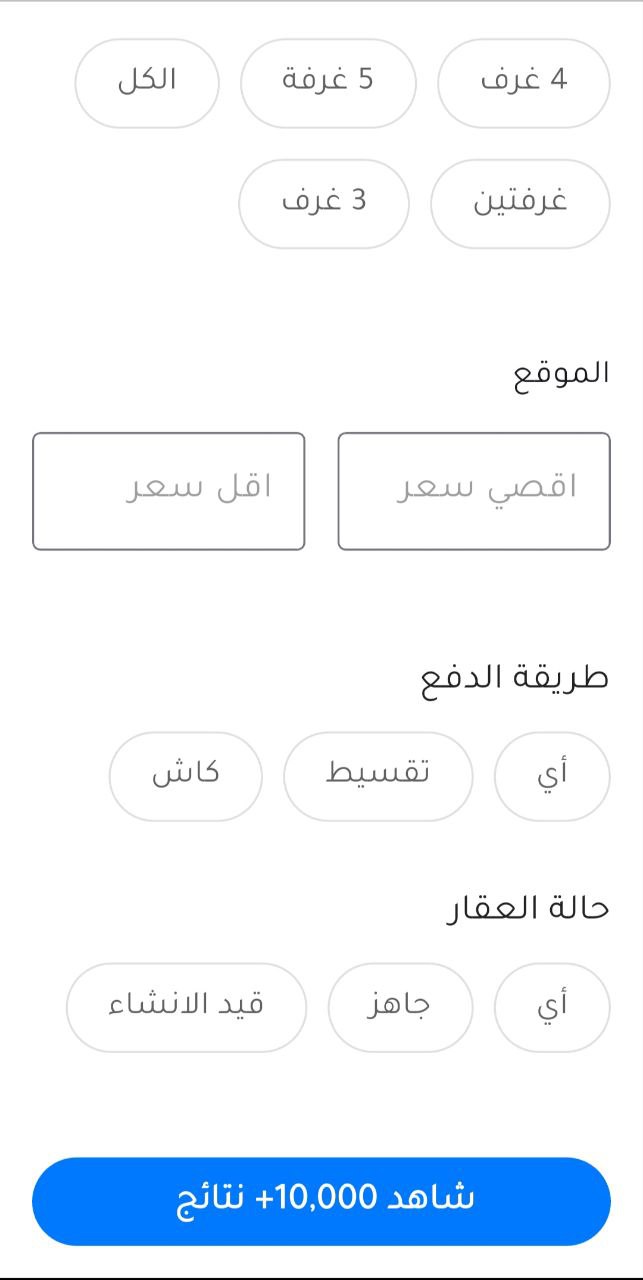 4 غرف 5 غرفة الكل
غرفتين 3 غرف
الموقع
اقصي سعر اقل سعر
طريقة الدفع
أي تقسيط كاش
حالة العقار
أي جاهز قيد الانشاء
شاهد 10,000+ نتائج